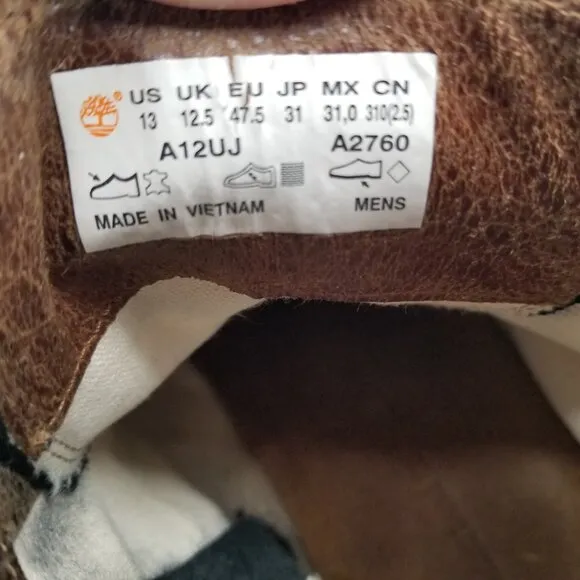 ® US UK EU JP MX CN
13 12.5 47.5 31 31,0 310(2.5)
A12UJ A2760
MADE IN VIETNAM MENS